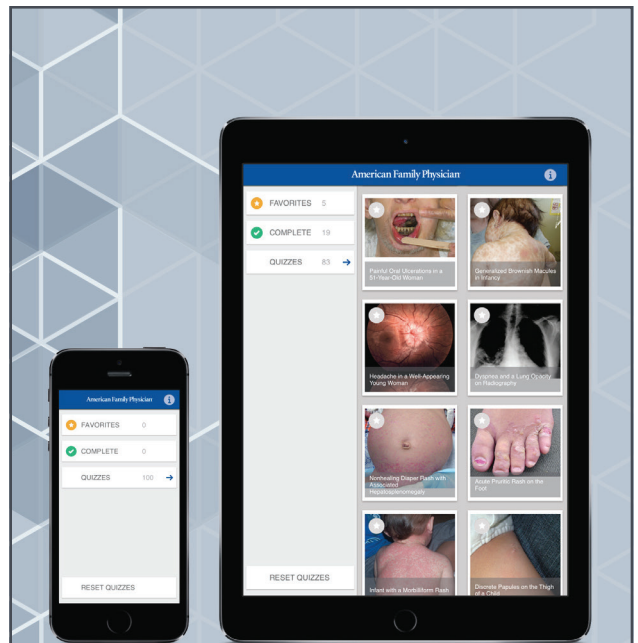 American Family Physician
FAVORITES 5
COMPLETE 19
QUIZZES 83
RESET QUIZZES
Painful Oral Ulcerations in a
51-Year-Old Woman
Generalized Brownish Macules
in Infancy
Headache in a Well-Appearing
Young Woman
Dyspnea and a Lung Opacity
on Radiography
Nonhealing Diaper Rash with
Associated
Hepatosplenomegaly
Acute Pruritic Rash on the
Foot
Infant with a Morbilliform Rash
Discrete Papules on the Thigh
of a Child
American Family Physician
FAVORITES 0
COMPLETE 0
QUIZZES 100
RESET QUIZZES